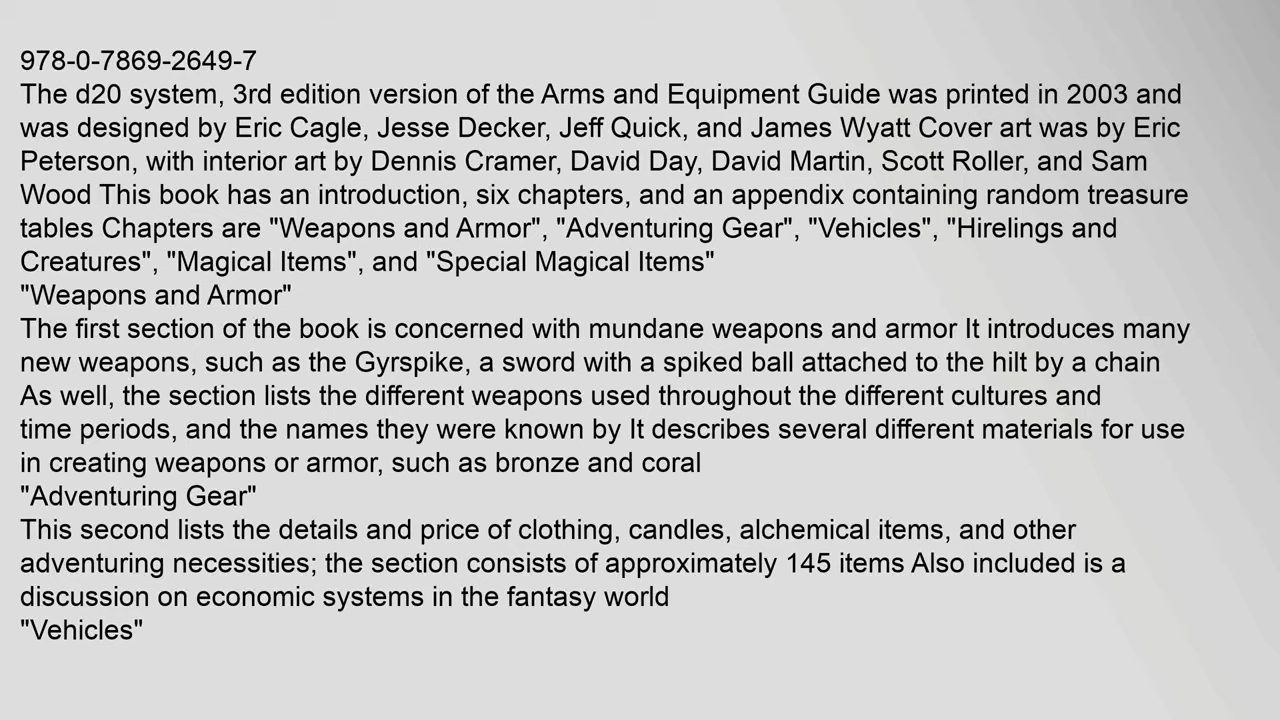 978-0-7869-2649-7
The d20 system, 3rd edition version of the Arms and Equipment Guide was printed in 2003 and
was designed by Eric Cagle, Jesse Decker, Jeff Quick, and James Wyatt Cover art was by Eric
Peterson, with interior art by Dennis Cramer, David Day, David Martin, Scott Roller, and Sam
Wood This book has an introduction, six chapters, and an appendix containing random treasure
tables Chapters are "Weapons and Armor", "Adventuring Gear", "Vehicles", "Hirelings and
Creatures", "Magical Items", and "Special Magical Items"
"Weapons and Armor"
The first section of the book is concerned with mundane weapons and armor It introduces many
new weapons, such as the Gyrspike, a sword with a spiked ball attached to the hilt by a chain
As well, the section lists the different weapons used throughout the different cultures and
time periods, and the names they were known by It describes several different materials for use
in creating weapons or armor, such as bronze and coral
"Adventuring Gear"
This second lists the details and price of clothing, candles, alchemical items, and other
adventuring necessities; the section consists of approximately 145 items Also included is a
discussion on economic systems in the fantasy world
"Vehicles"